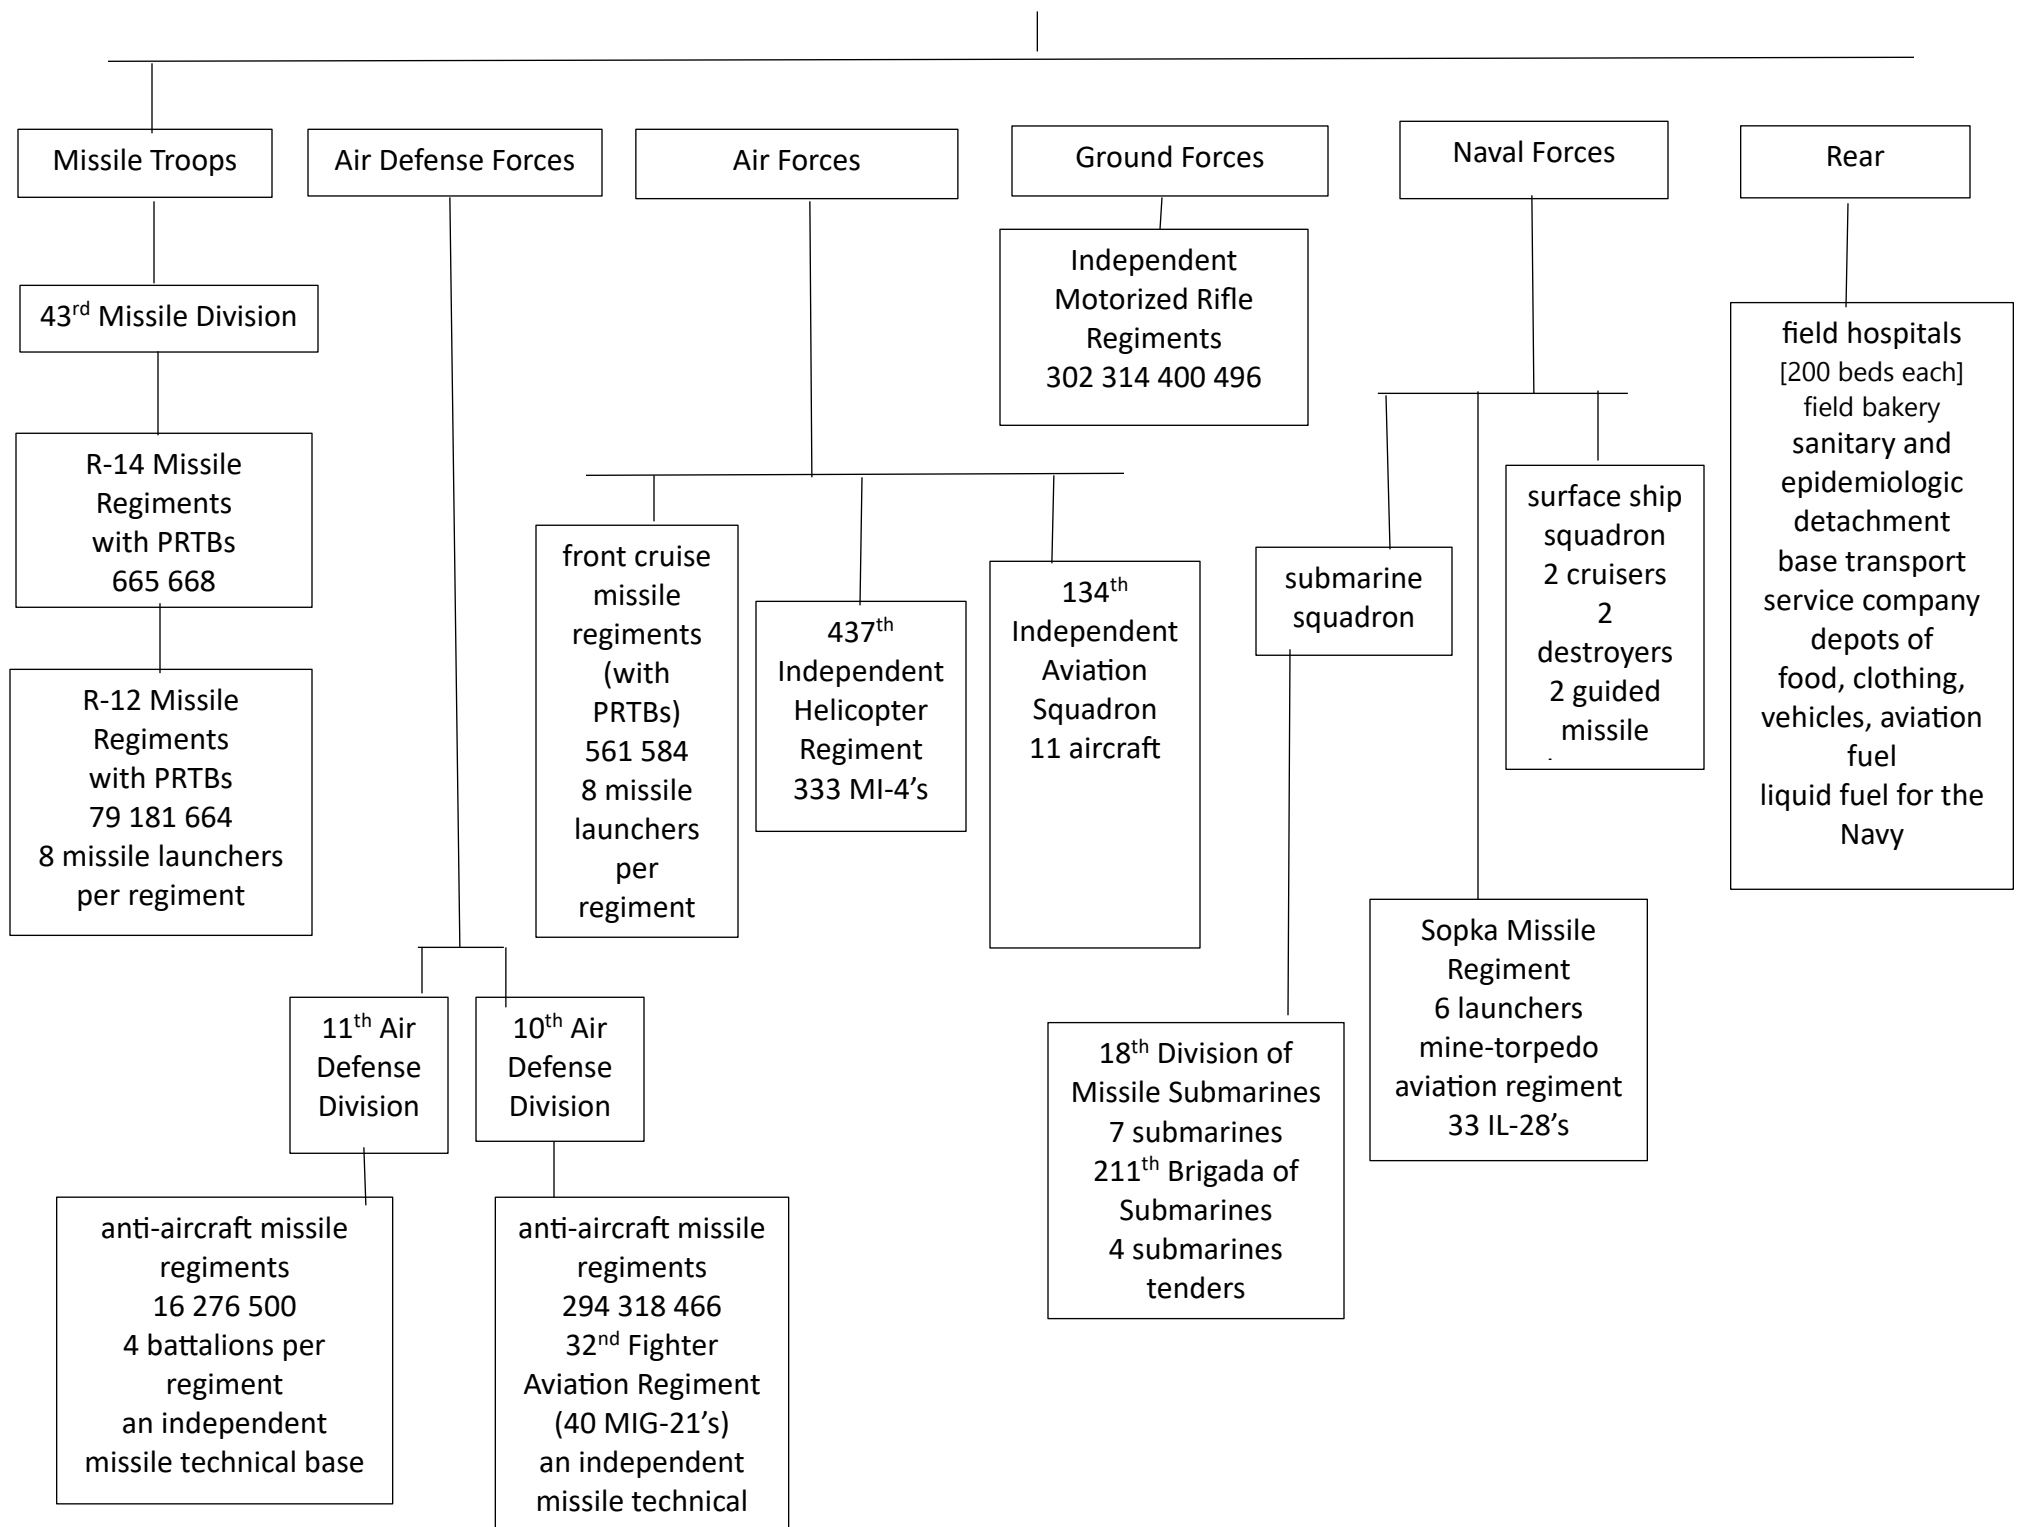 Missile Troops
Air Defense Forces
Air Forces
Ground Forces
Naval Forces
Rear
43rd Missile Division
R-14 Missile
Regiments
with PRTBs
665 668
R-12 Missile
Regiments
with PRTBs
79 181 664
8 missile launchers
per regiment
11th Air
Defense
Division
10th Air
Defense
Division
anti-aircraft missile
regiments
16 276 500
4 battalions per
regiment
an independent
missile technical base
anti-aircraft missile
regiments
294 318 466
32nd Fighter
Aviation Regiment
(40 MIG-21’s)
an independent
missile technical
front cruise
missile
regiments
(with
PRTBs)
561 584
8 missile
launchers
per
regiment
437th
Independent
Helicopter
Regiment
333 MI-4’s
134th
Independent
Aviation
Squadron
11 aircraft
Independent
Motorized Rifle
Regiments
302 314 400 496
submarine
squadron
18th Division of
Missile Submarines
7 submarines
211th Brigada of
Submarines
4 submarines
tenders
Sopka Missile
Regiment
6 launchers
mine-torpedo
aviation regiment
33 IL-28’s
surface ship
squadron
2 cruisers
2
destroyers
2 guided
missile
field hospitals
[200 beds each]
field bakery
sanitary and
epidemiologic
detachment
base transport
service company
depots of
food, clothing,
vehicles, aviation
fuel
liquid fuel for the
Navy